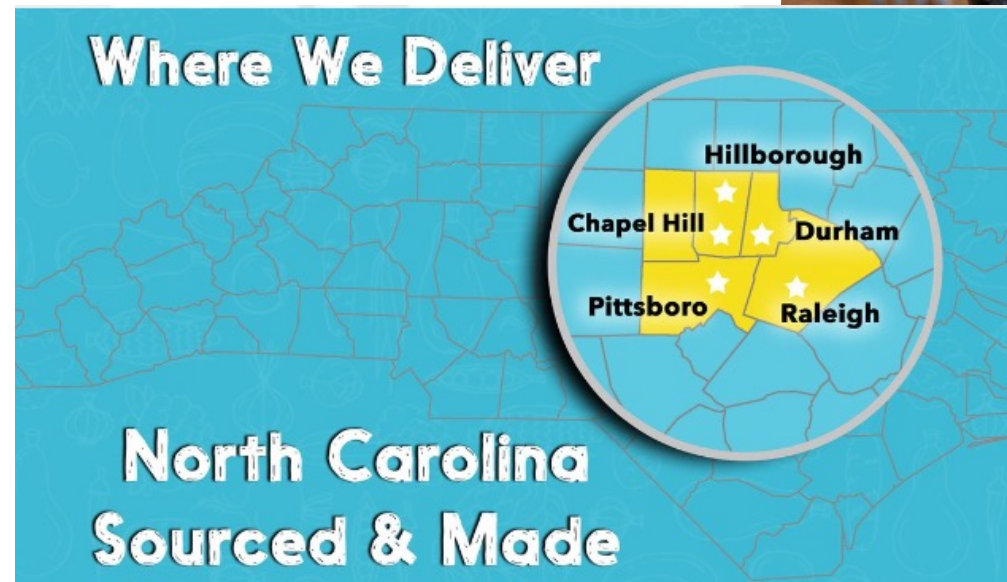 Where We Deliver
Hillborough
Chapel Hill
Durham
Pittsboro
Raleigh
North Carolina
Sourced & Made